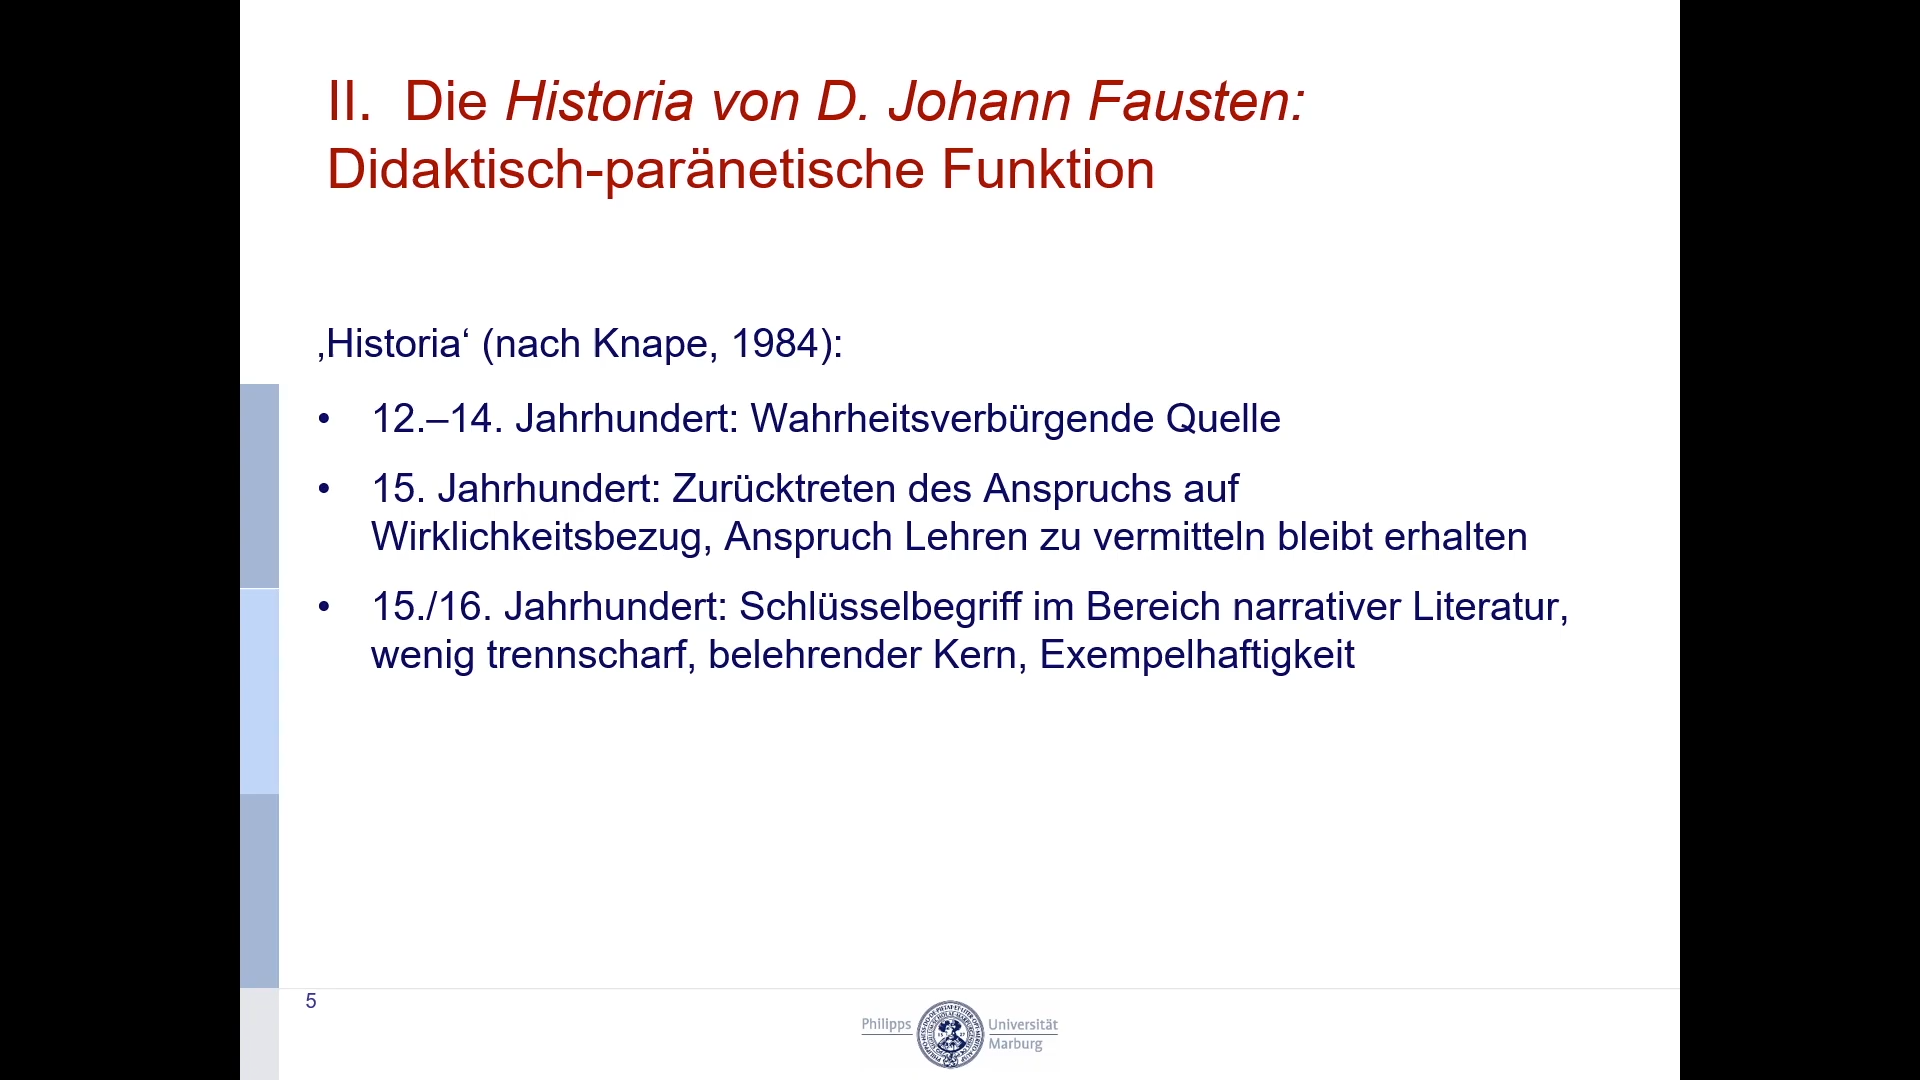 II. Die Historia von D. Johann Fausten:
Didaktisch-paränetische Funktion
‚Historia‘ (nach Knape, 1984):
• 12.–14. Jahrhundert: Wahrheitsverbürgende Quelle
• 15. Jahrhundert: Zurücktreten des Anspruchs auf
Wirklichkeitsbezug, Anspruch Lehren zu vermitteln bleibt erhalten
• 15./16. Jahrhundert: Schlüsselbegriff im Bereich narrativer Literatur,
wenig trennscharf, belehrender Kern, Exempelhaftigkeit
5
Philipps Universität
Marburg